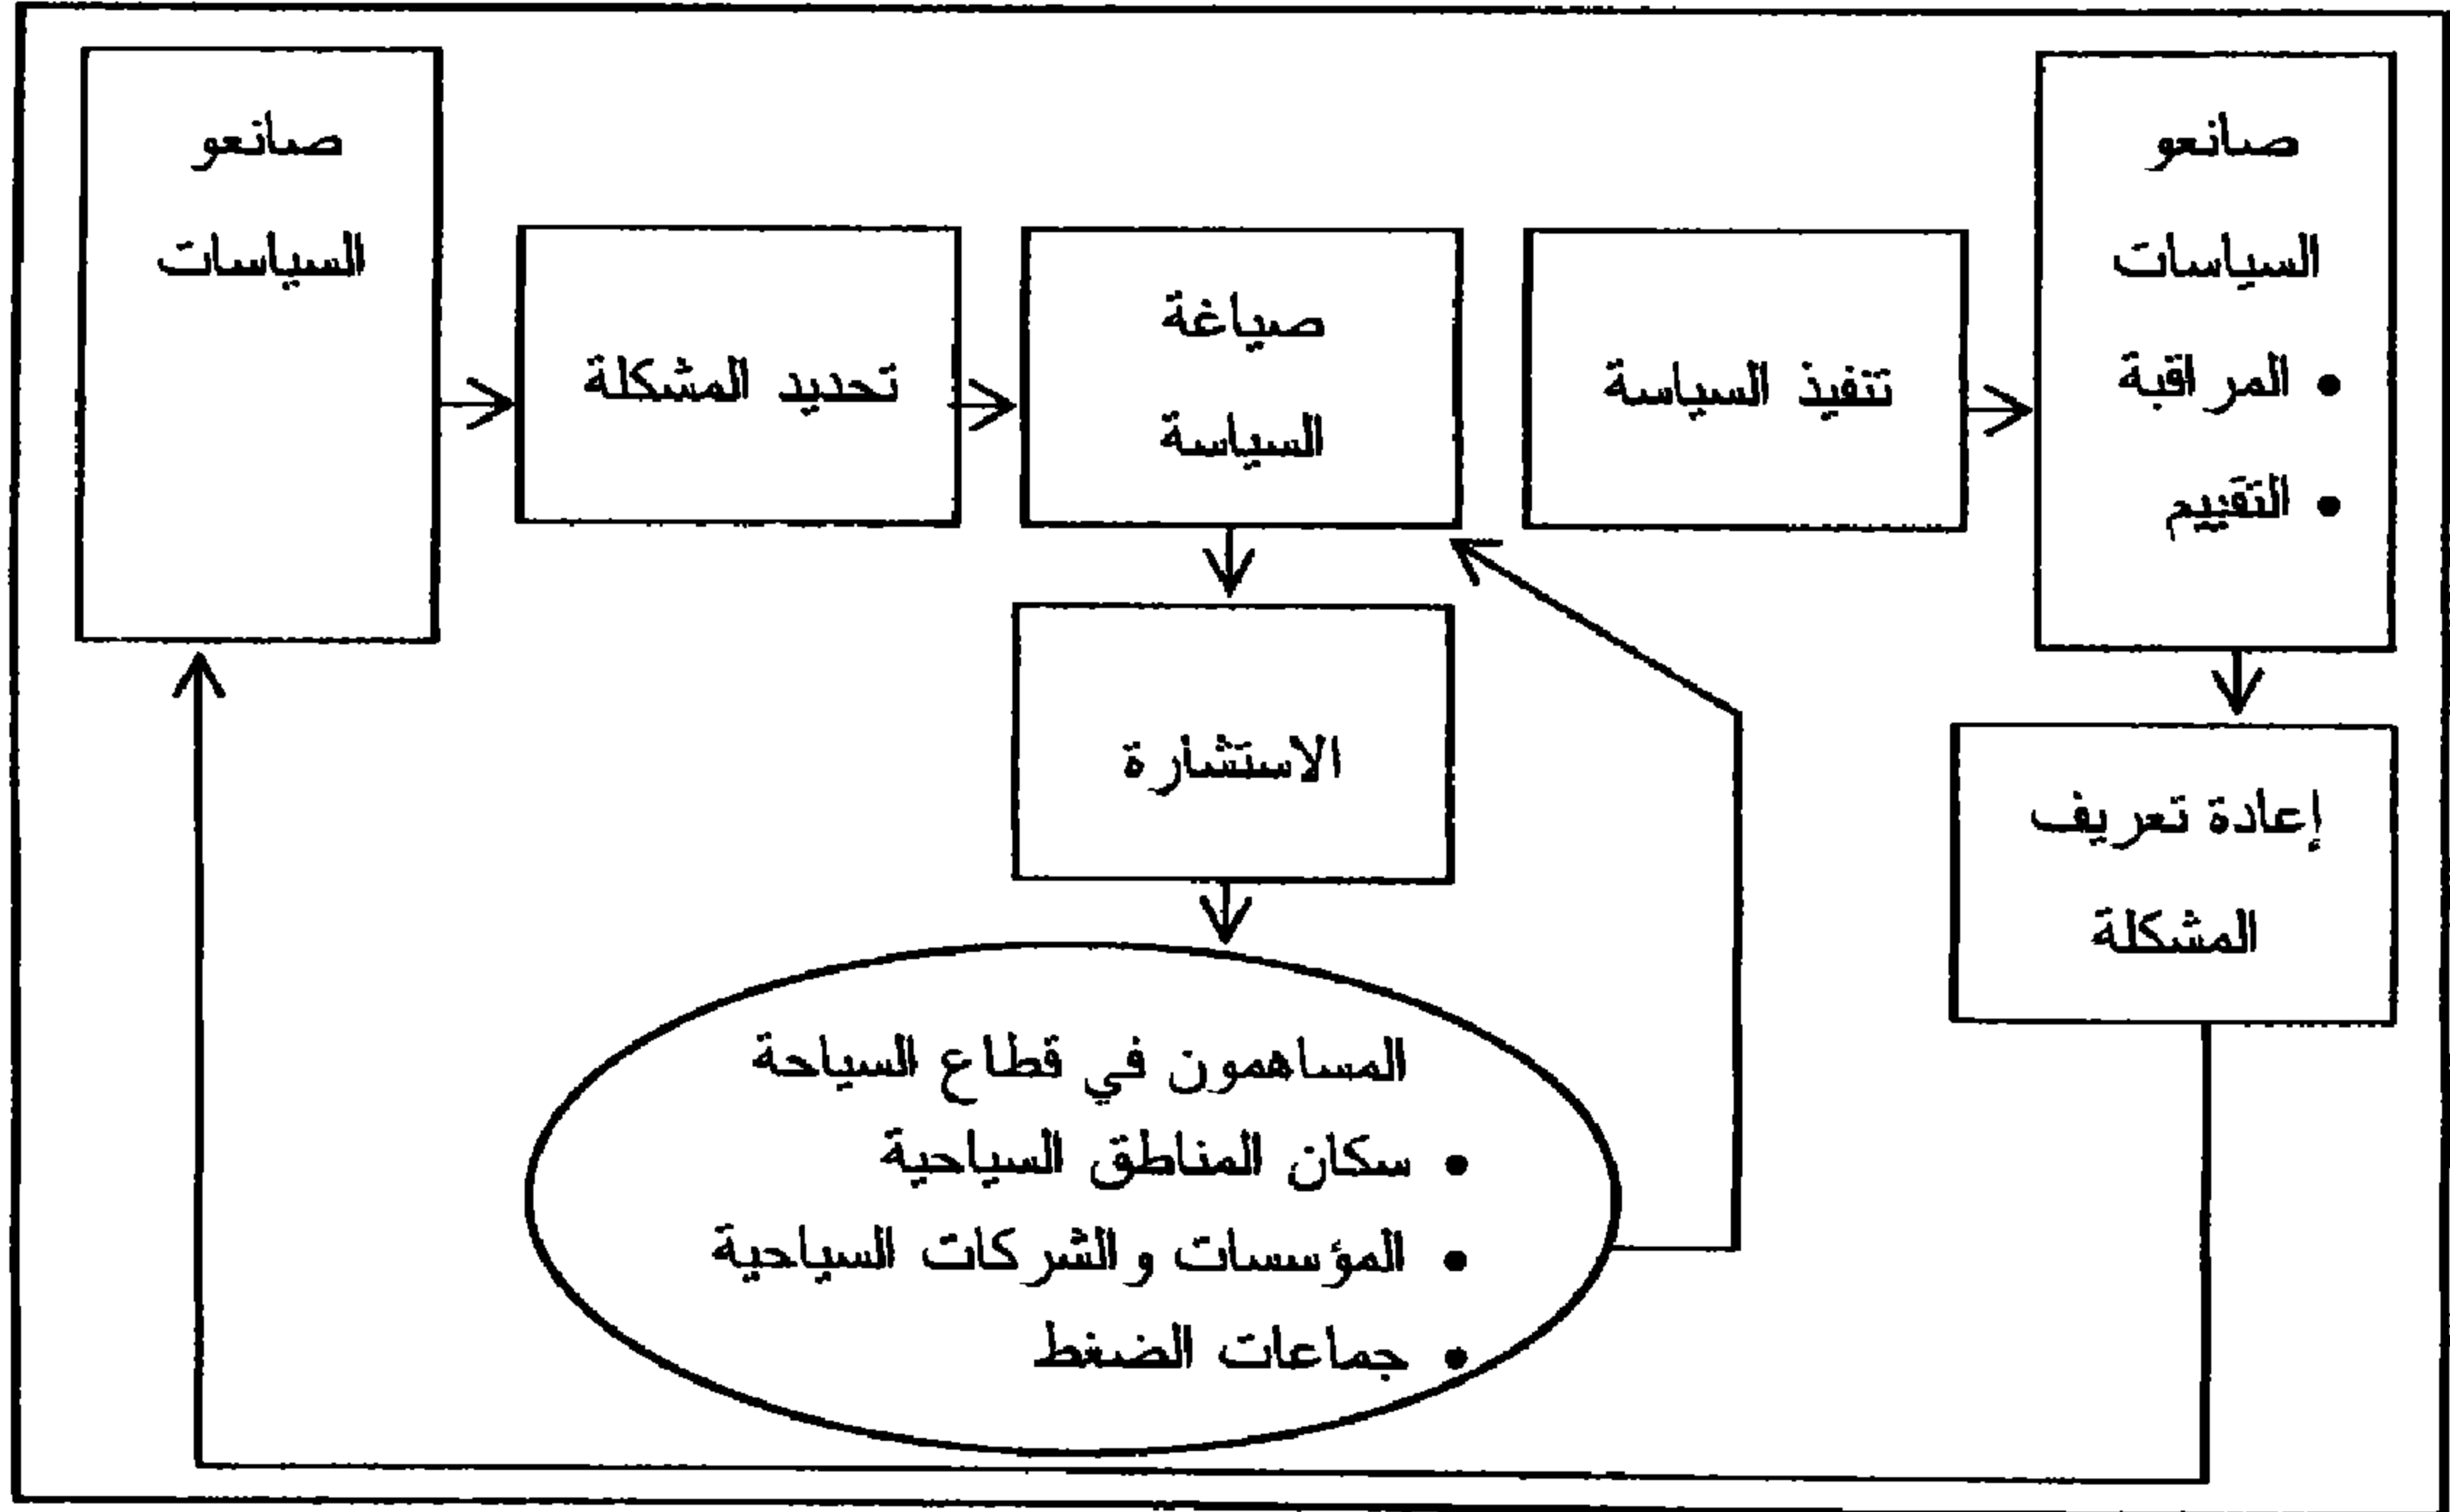 صانعو
السياسات
تحديد المشكلة
صياغة
السياسة
تنفيذ السياسة
صانعو
السياسات
• المراقبة
• التقييم
الاستشارة
إعادة تعريف
المشكلة
المساهمون في قطاع السياحة
• سكان المناطق السياحية
• المؤسسات والشركات السياحية
• جماعات الضغط